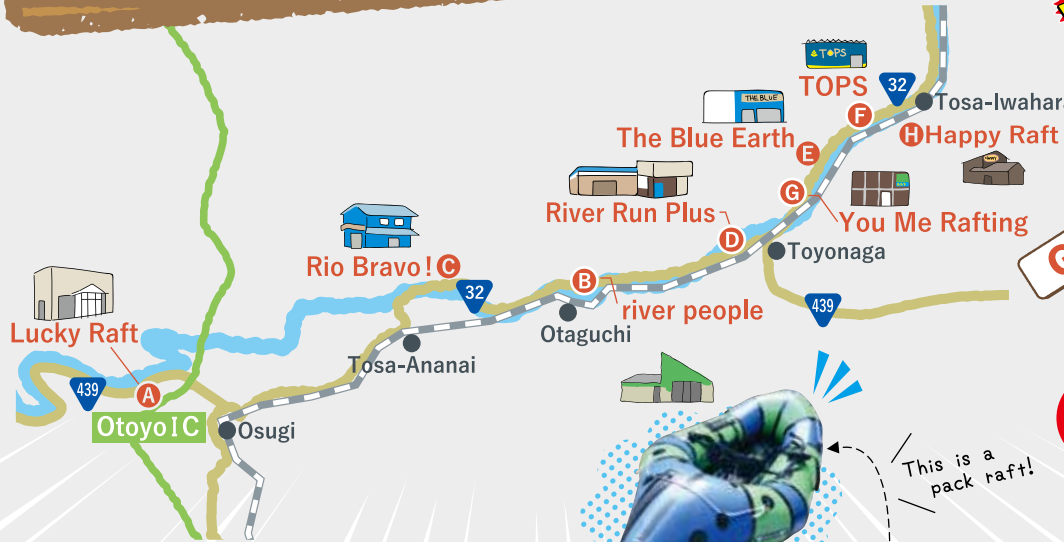 TOPS
TOPS
32
Tosa-Iwahara
F
H Happy Raft
THE BLUE
The Blue Earth
E
G
You Me Rafting
River Run Plus
D
Toyonaga
Rio Bravo! C
32
B
river people
439
Otaguchi
Lucky Raft
Tosa-Ananai
439
A
Otoyo IC
Osugi
This is a
pack raft!